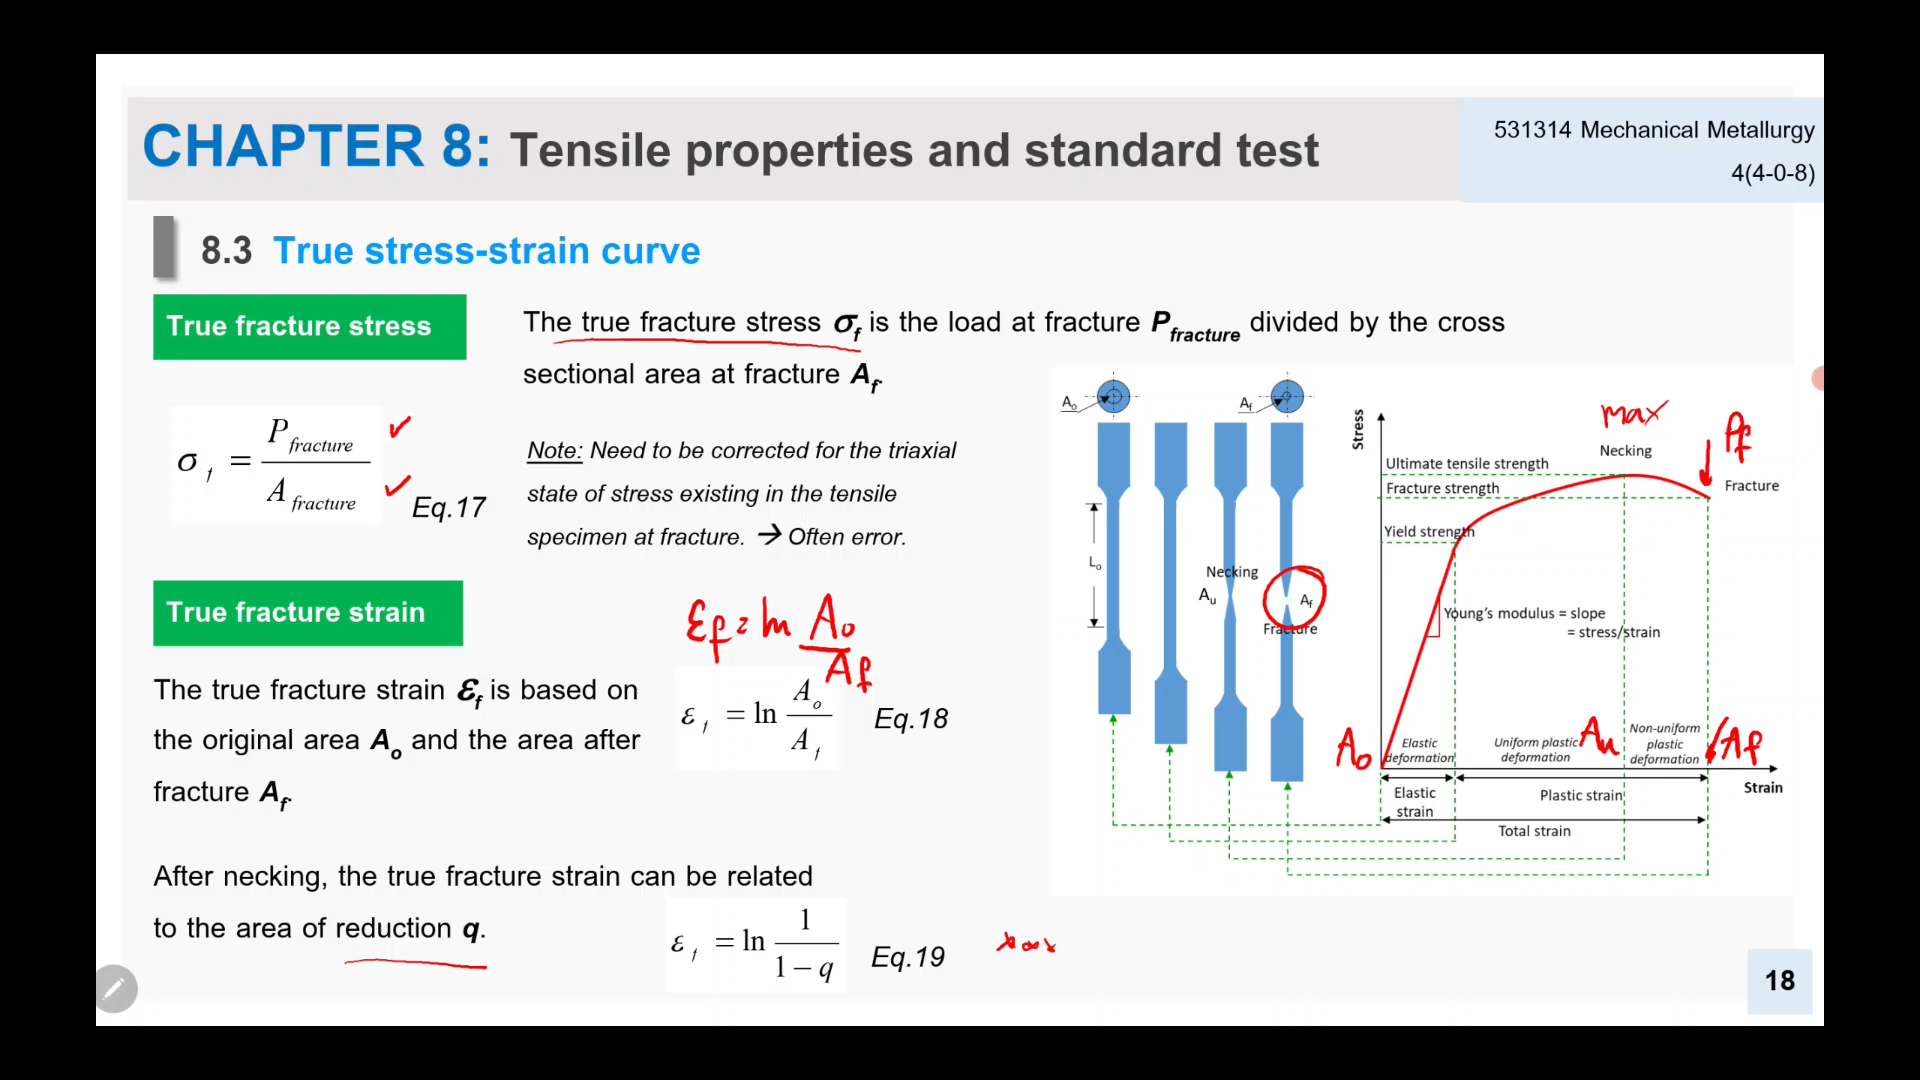 CHAPTER 8: Tensile properties and standard test
531314 Mechanical Metallurgy
4(4-0-8)
8.3 True stress-strain curve
True fracture stress
The true fracture stress σf is the load at fracture Pfracture divided by the cross
sectional area at fracture Af.
σf = Pfracture / Afracture
Eq.17
Note: Need to be corrected for the triaxial
state of stress existing in the tensile
specimen at fracture. → Often error.
True fracture strain
The true fracture strain εf is based on
the original area Ao and the area after
fracture Af.
εf = ln Ao / Af
εf = ln Ao / Af
Eq.18
After necking, the true fracture strain can be related
to the area of reduction q.
εf = ln 1 / 1 – q
Eq.19
Ao
Af
Lo
Necking
Au
Af
Fracture
Stress
max
Pf
Necking
Ultimate tensile strength
Fracture strength
Fracture
Yield strength
Young's modulus = slope
= stress/strain
Ao
Elastic
deformation
Uniform plastic
deformation
Au
Non-uniform
plastic
deformation
Af
Strain
Elastic
strain
Plastic strain
Total strain
18